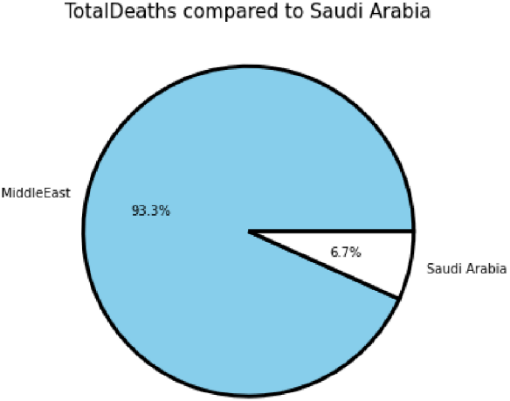 TotalDeaths compared to Saudi Arabia
MiddleEast
93.3%
6.7%
Saudi Arabia